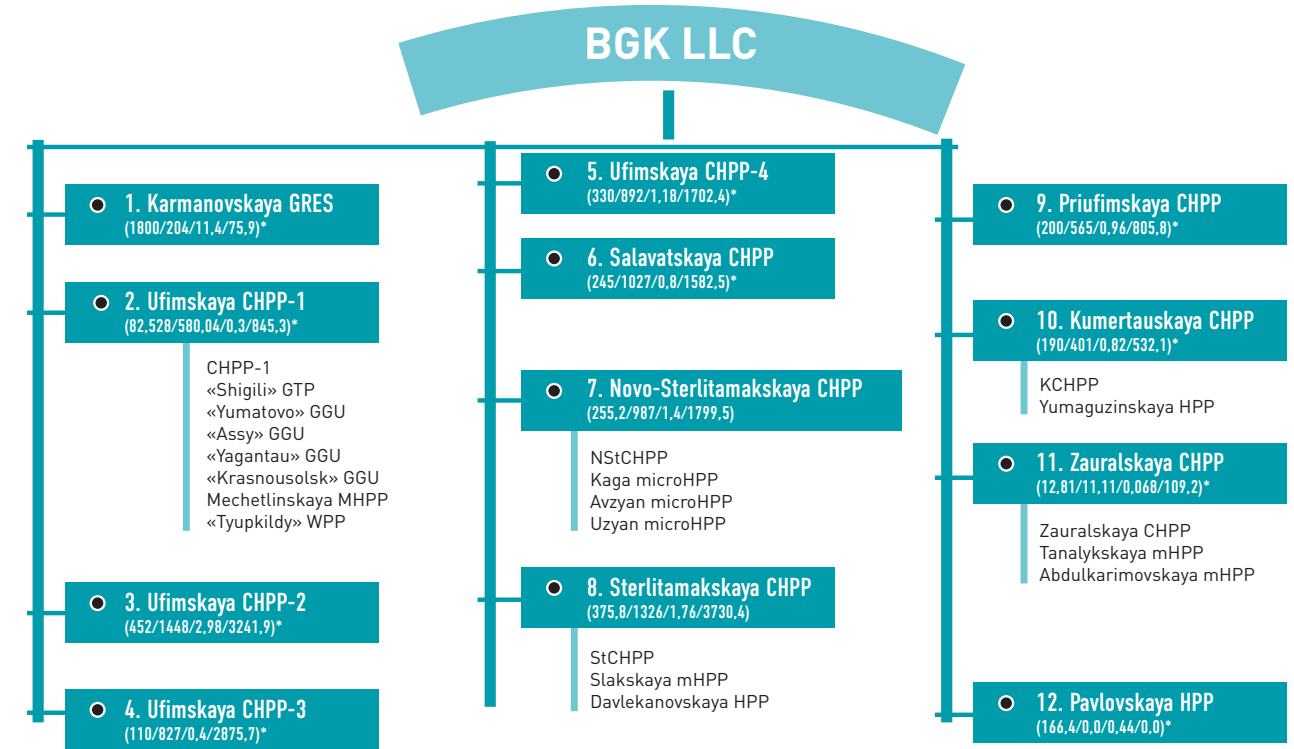 BGK LLC
1. Karmanovskaya GRES
(1800/204/11,4/75,9)*
2. Ufimskaya CHPP-1
(82,528/580,04/0,3/845,3)*
CHPP-1
«Shigili» GTP
«Yumatovo» GGU
«Assy» GGU
«Yagantau» GGU
«Krasnousolsk» GGU
Mechetlinskaya MHPP
«Tyupkildy» WPP
3. Ufimskaya CHPP-2
(452/1448/2,98/3241,9)*
4. Ufimskaya CHPP-3
(110/827/0,4/2875,7)*
5. Ufimskaya CHPP-4
(330/892/1,18/1702,4)*
6. Salavatskaya CHPP
(245/1027/0,8/1582,5)*
7. Novo-Sterlitamakskaya CHPP
(255,2/987/1,4/1799,5)
NStCHPP
Kaga microHPP
Avzyan microHPP
Uzyan microHPP
8. Sterlitamakskaya CHPP
(375,8/1326/1,76/3730,4)
StCHPP
Slakskaya mHPP
Davlekanovskaya HPP
9. Priufimskaya CHPP
(200/565/0,96/805,8)*
10. Kumertauskaya CHPP
(190/401/0,82/532,1)*
KCHPP
Yumaguzinskaya HPP
11. Zauralskaya CHPP
(12,81/11,11/0,068/109,2)*
Zauralskaya CHPP
Tanalykskaya mHPP
Abdulkarimovskaya mHPP
12. Pavlovskaya HPP
(166,4/0,0/0,44/0,0)*